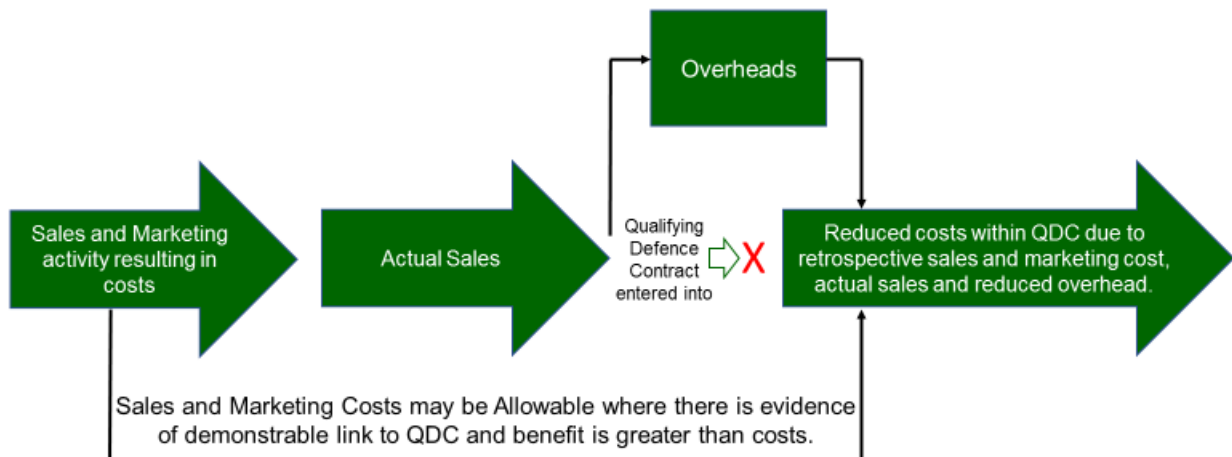 Overheads
Sales and Marketing
activity resulting in
costs
Actual Sales
Qualifying
Defence
Contract
entered into
X
Reduced costs within QDC due to
retrospective sales and marketing cost,
actual sales and reduced overhead.
Sales and Marketing Costs may be Allowable where there is evidence
of demonstrable link to QDC and benefit is greater than costs.